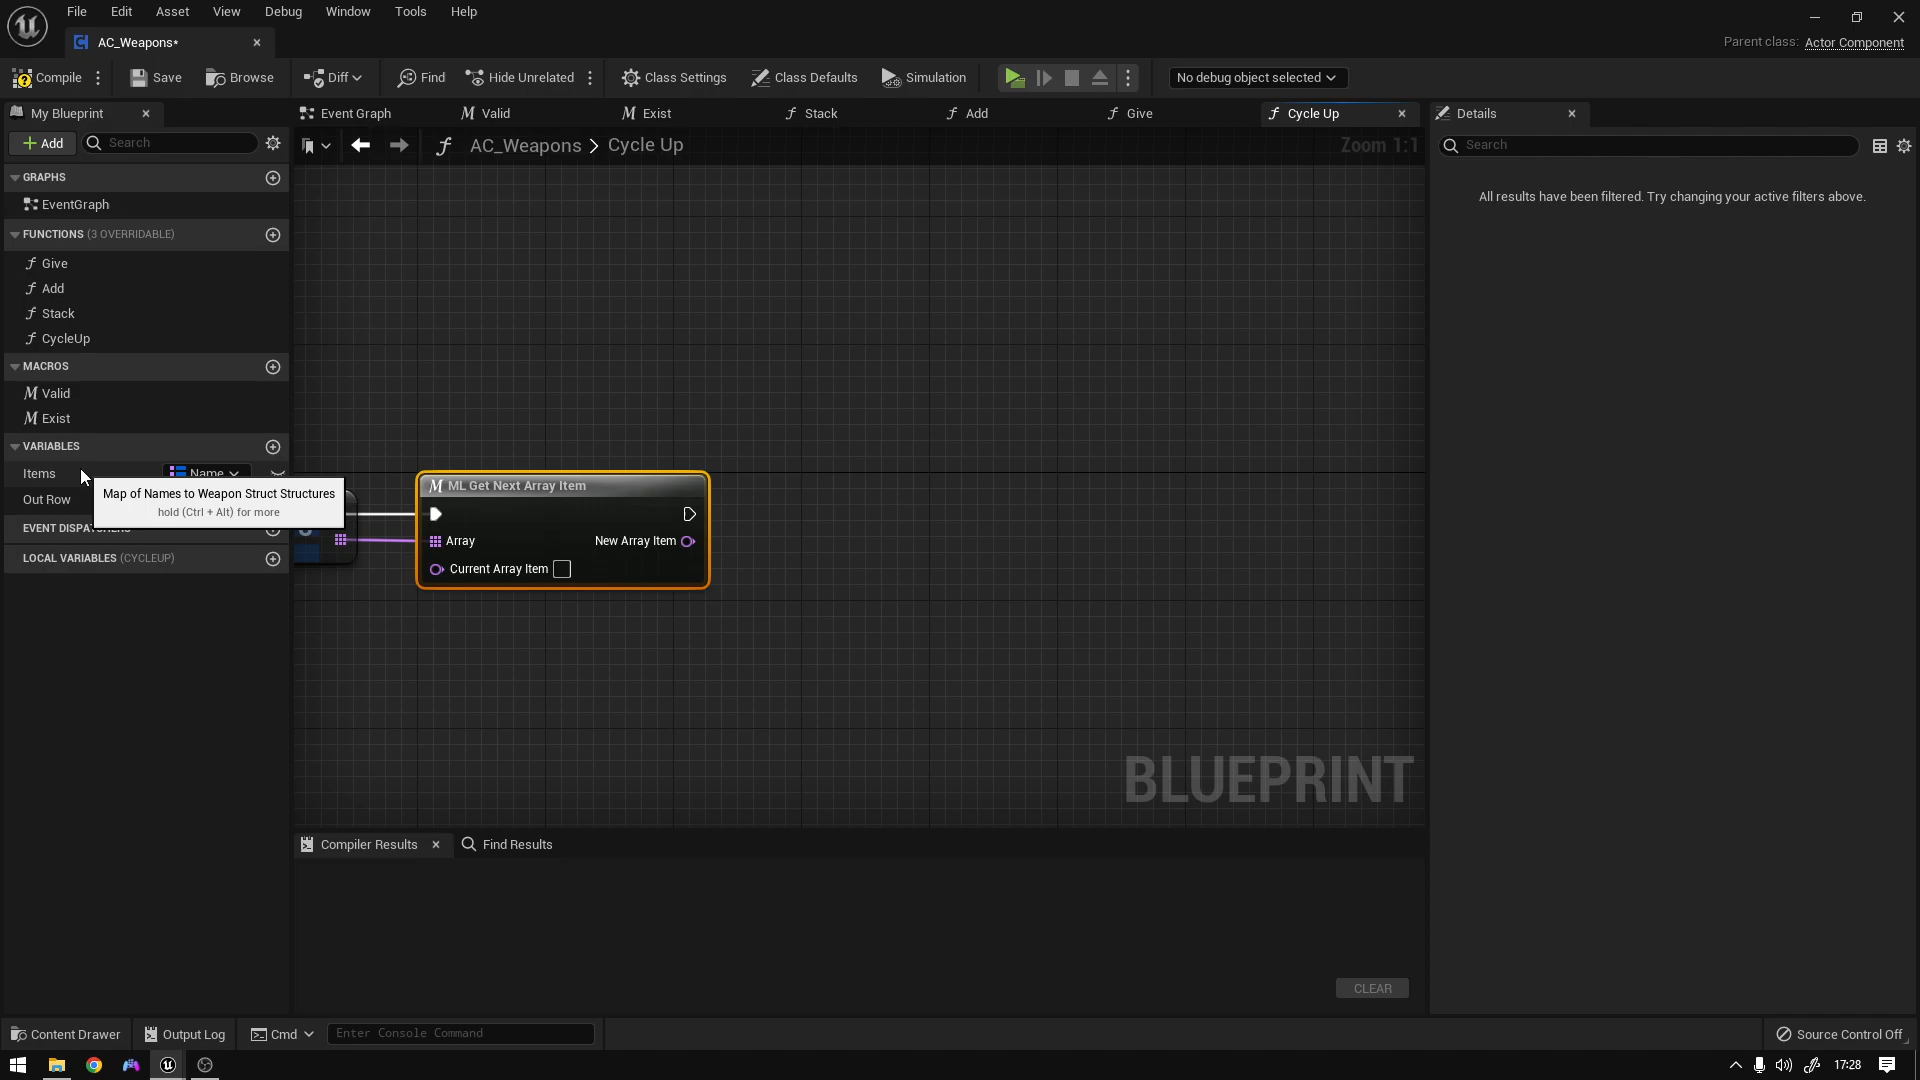 File Edit Asset View Debug Window Tools Help
AC_Weapons*
Parent class: Actor Component
Compile Save Browse Diff Find Hide Unrelated Class Settings Class Defaults Simulation No debug object selected
My Blueprint
Event Graph Valid Exist Stack Add Give Cycle Up
Details
Add Search
AC_Weapons > Cycle Up
Zoom 1:1
Search
GRAPHS
EventGraph
All results have been filtered. Try changing your active filters above.
FUNCTIONS (3 OVERRIDABLE)
Give
Add
Stack
CycleUp
MACROS
Valid
Exist
VARIABLES
Items Name
Map of Names to Weapon Struct Structures
hold (Ctrl + Alt) for more
Out Row
EVENT DISPATCHERS
LOCAL VARIABLES (CYCLEUP)
ML Get Next Array Item
Array New Array Item
Current Array Item
BLUEPRINT
Compiler Results Find Results
CLEAR
Content Drawer Output Log Cmd Enter Console Command Source Control Off
17:28